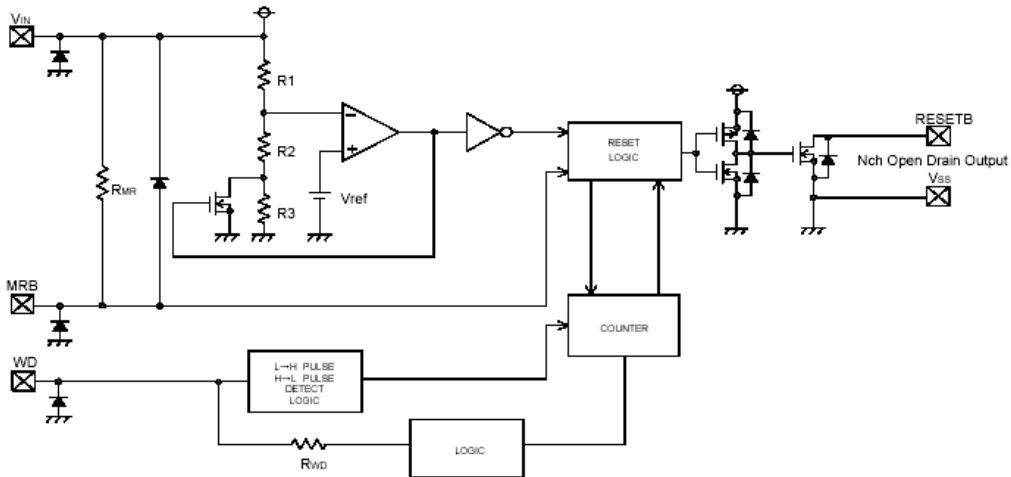 VIN
R1
R2
R3
RMR
Vref
−
+
RESET
LOGIC
RESETB
Nch Open Drain Output
VSS
MRB
COUNTER
WD
L→H PULSE
H→L PULSE
DETECT
LOGIC
RWD
LOGIC